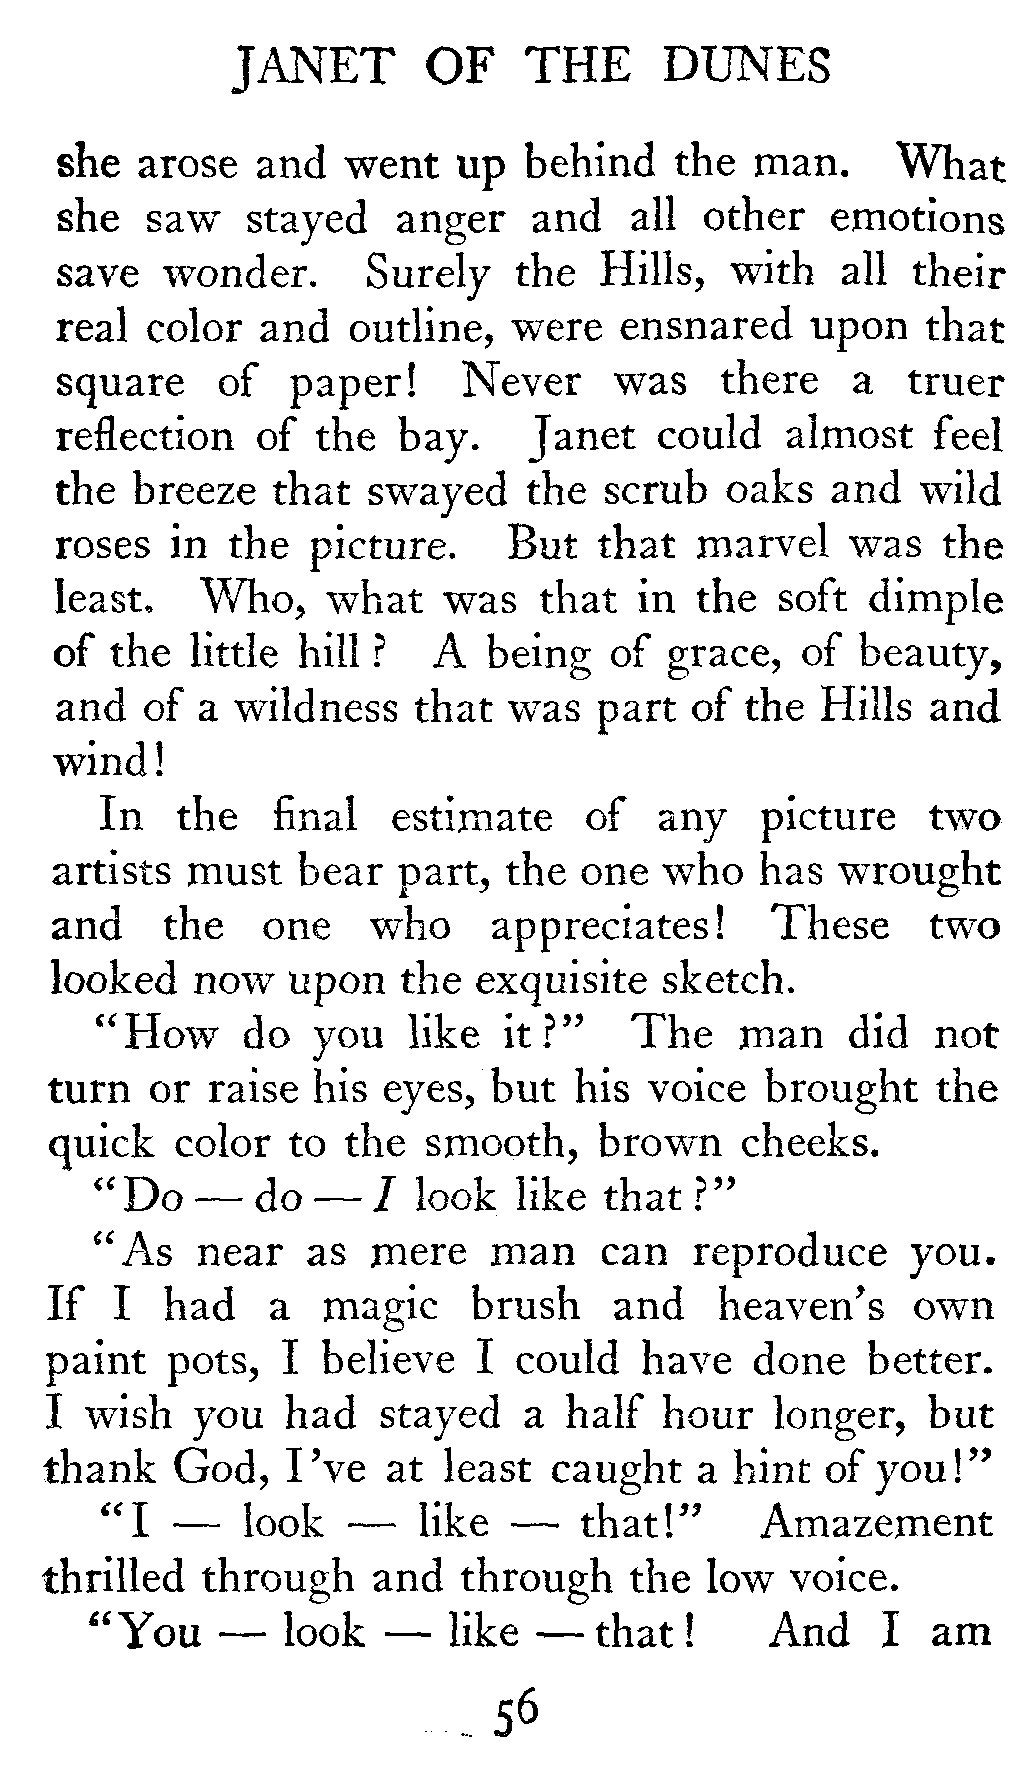 JANET OF THE DUNES
she arose and went up behind the man. What
she saw stayed anger and all other emotions
save wonder. Surely the Hills, with all their
real color and outline, were ensnared upon that
square of paper! Never was there a truer
reflection of the bay. Janet could almost feel
the breeze that swayed the scrub oaks and wild
roses in the picture. But that marvel was the
least. Who, what was that in the soft dimple
of the little hill? A being of grace, of beauty,
and of a wildness that was part of the Hills and
wind!
In the final estimate of any picture two
artists must bear part, the one who has wrought
and the one who appreciates! These two
looked now upon the exquisite sketch.
"How do you like it?" The man did not
turn or raise his eyes, but his voice brought the
quick color to the smooth, brown cheeks.
"Do — do — I look like that?"
"As near as mere man can reproduce you.
If I had a magic brush and heaven's own
paint pots, I believe I could have done better.
I wish you had stayed a half hour longer, but
thank God, I've at least caught a hint of you!"
"I — look — like — that!" Amazement
thrilled through and through the low voice.
"You — look — like — that! And I am
56